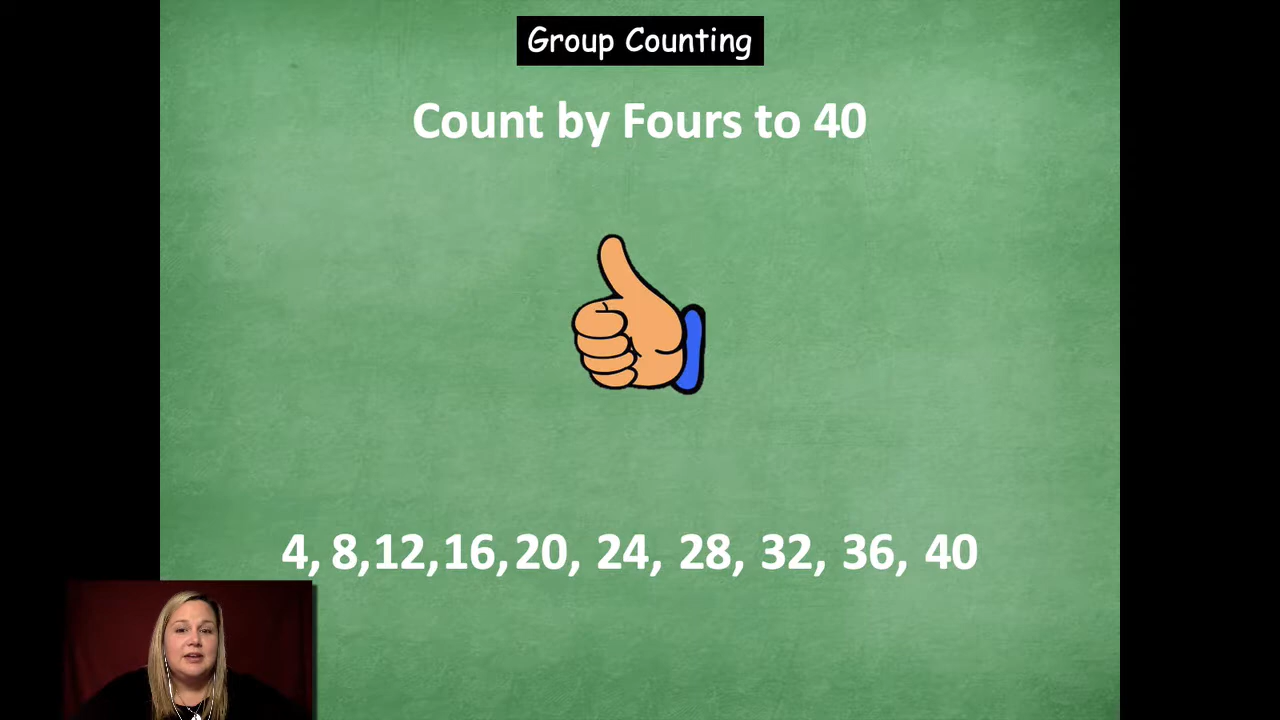 Group Counting
Count by Fours to 40
4, 8,12,16,20, 24, 28, 32, 36, 40